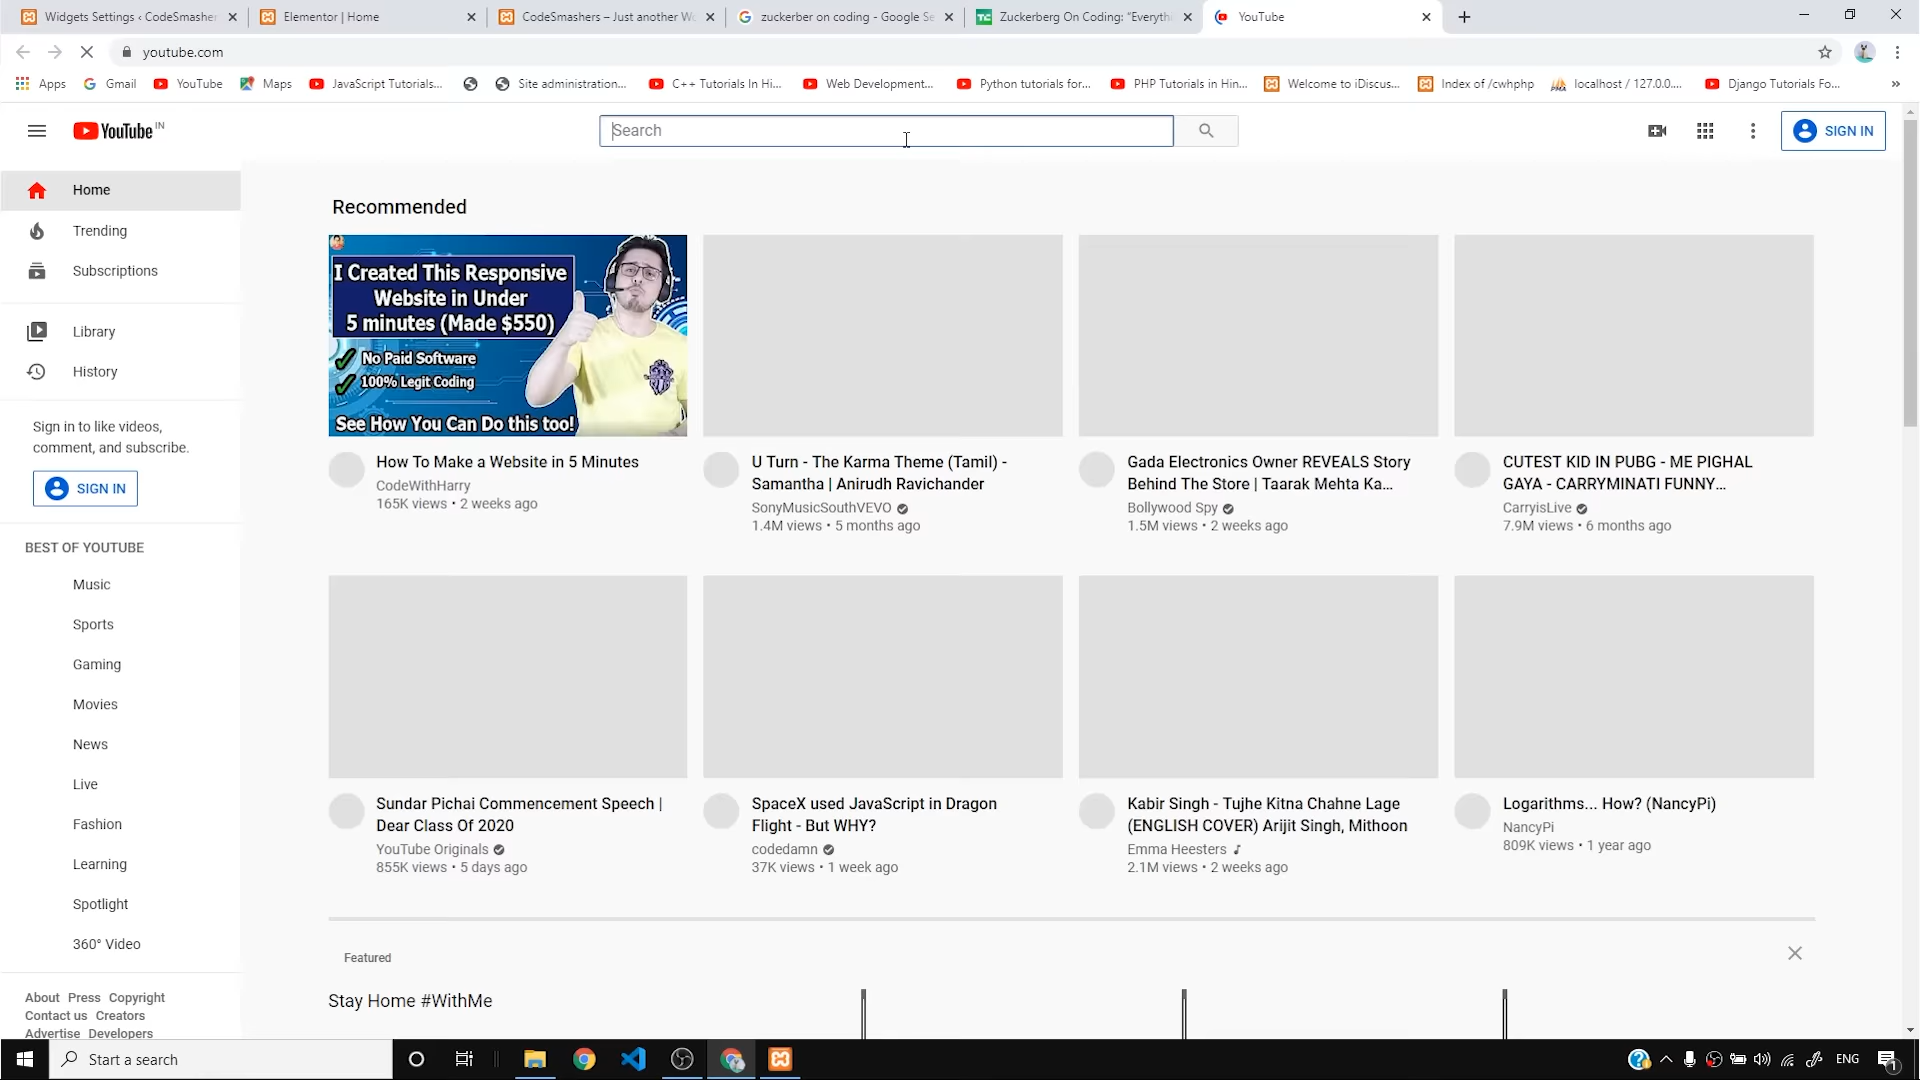 Widgets Settings ‹ CodeSmasher
Elementor | Home
CodeSmashers – Just another Wo
zuckerber on coding - Google Se
Zuckerberg On Coding: "Everythi
YouTube
youtube.com
Apps
Gmail
YouTube
Maps
JavaScript Tutorials...
Site administration...
C++ Tutorials In Hi...
Web Development...
Python tutorials for...
PHP Tutorials in Hin...
Welcome to iDiscus...
Index of /cwhphp
localhost / 127.0.0....
Django Tutorials Fo...
»
YouTube IN
Search
SIGN IN
Home
Trending
Subscriptions
Library
History
Sign in to like videos,
comment, and subscribe.
SIGN IN
BEST OF YOUTUBE
Music
Sports
Gaming
Movies
News
Live
Fashion
Learning
Spotlight
360° Video
About Press Copyright
Contact us Creators
Advertise Developers
Recommended
I Created This Responsive
Website in Under
5 minutes (Made $550)
No Paid Software
100% Legit Coding
See How You Can Do this too!
How To Make a Website in 5 Minutes
CodeWithHarry
165K views • 2 weeks ago
U Turn - The Karma Theme (Tamil) -
Samantha | Anirudh Ravichander
SonyMusicSouthVEVO
1.4M views • 5 months ago
Gada Electronics Owner REVEALS Story
Behind The Store | Taarak Mehta Ka...
Bollywood Spy
1.5M views • 2 weeks ago
CUTEST KID IN PUBG - ME PIGHAL
GAYA - CARRYMINATI FUNNY...
CarryisLive
7.9M views • 6 months ago
Sundar Pichai Commencement Speech |
Dear Class Of 2020
YouTube Originals
855K views • 5 days ago
SpaceX used JavaScript in Dragon
Flight - But WHY?
codedamn
37K views • 1 week ago
Kabir Singh - Tujhe Kitna Chahne Lage
(ENGLISH COVER) Arijit Singh, Mithoon
Emma Heesters
2.1M views • 2 weeks ago
Logarithms... How? (NancyPi)
NancyPi
809K views • 1 year ago
Featured
Stay Home #WithMe
Start a search
ENG
1